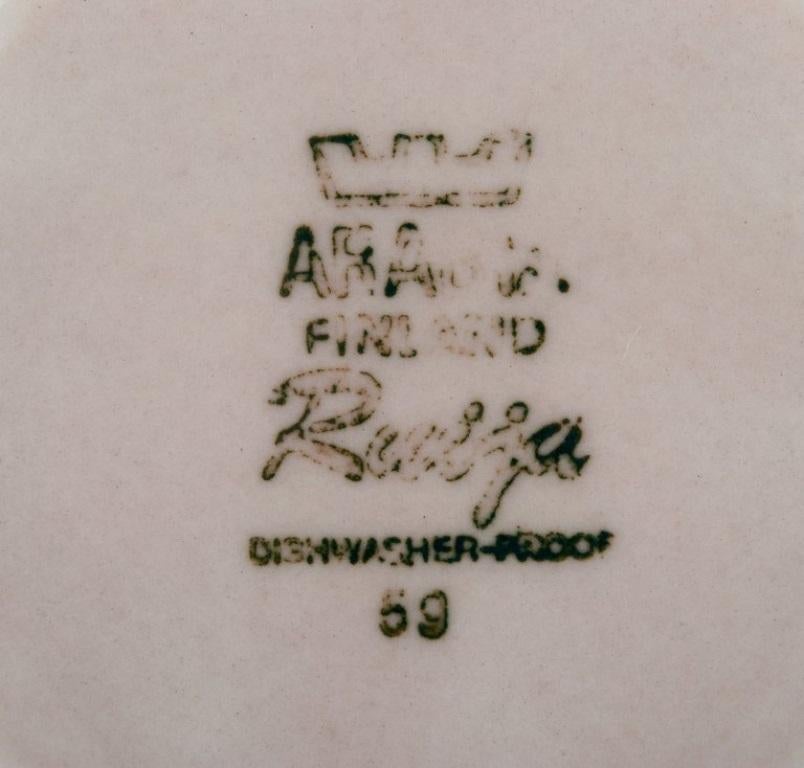 ARABIA
FINLAND
Ruija
DISHWASHER-PROOF
59